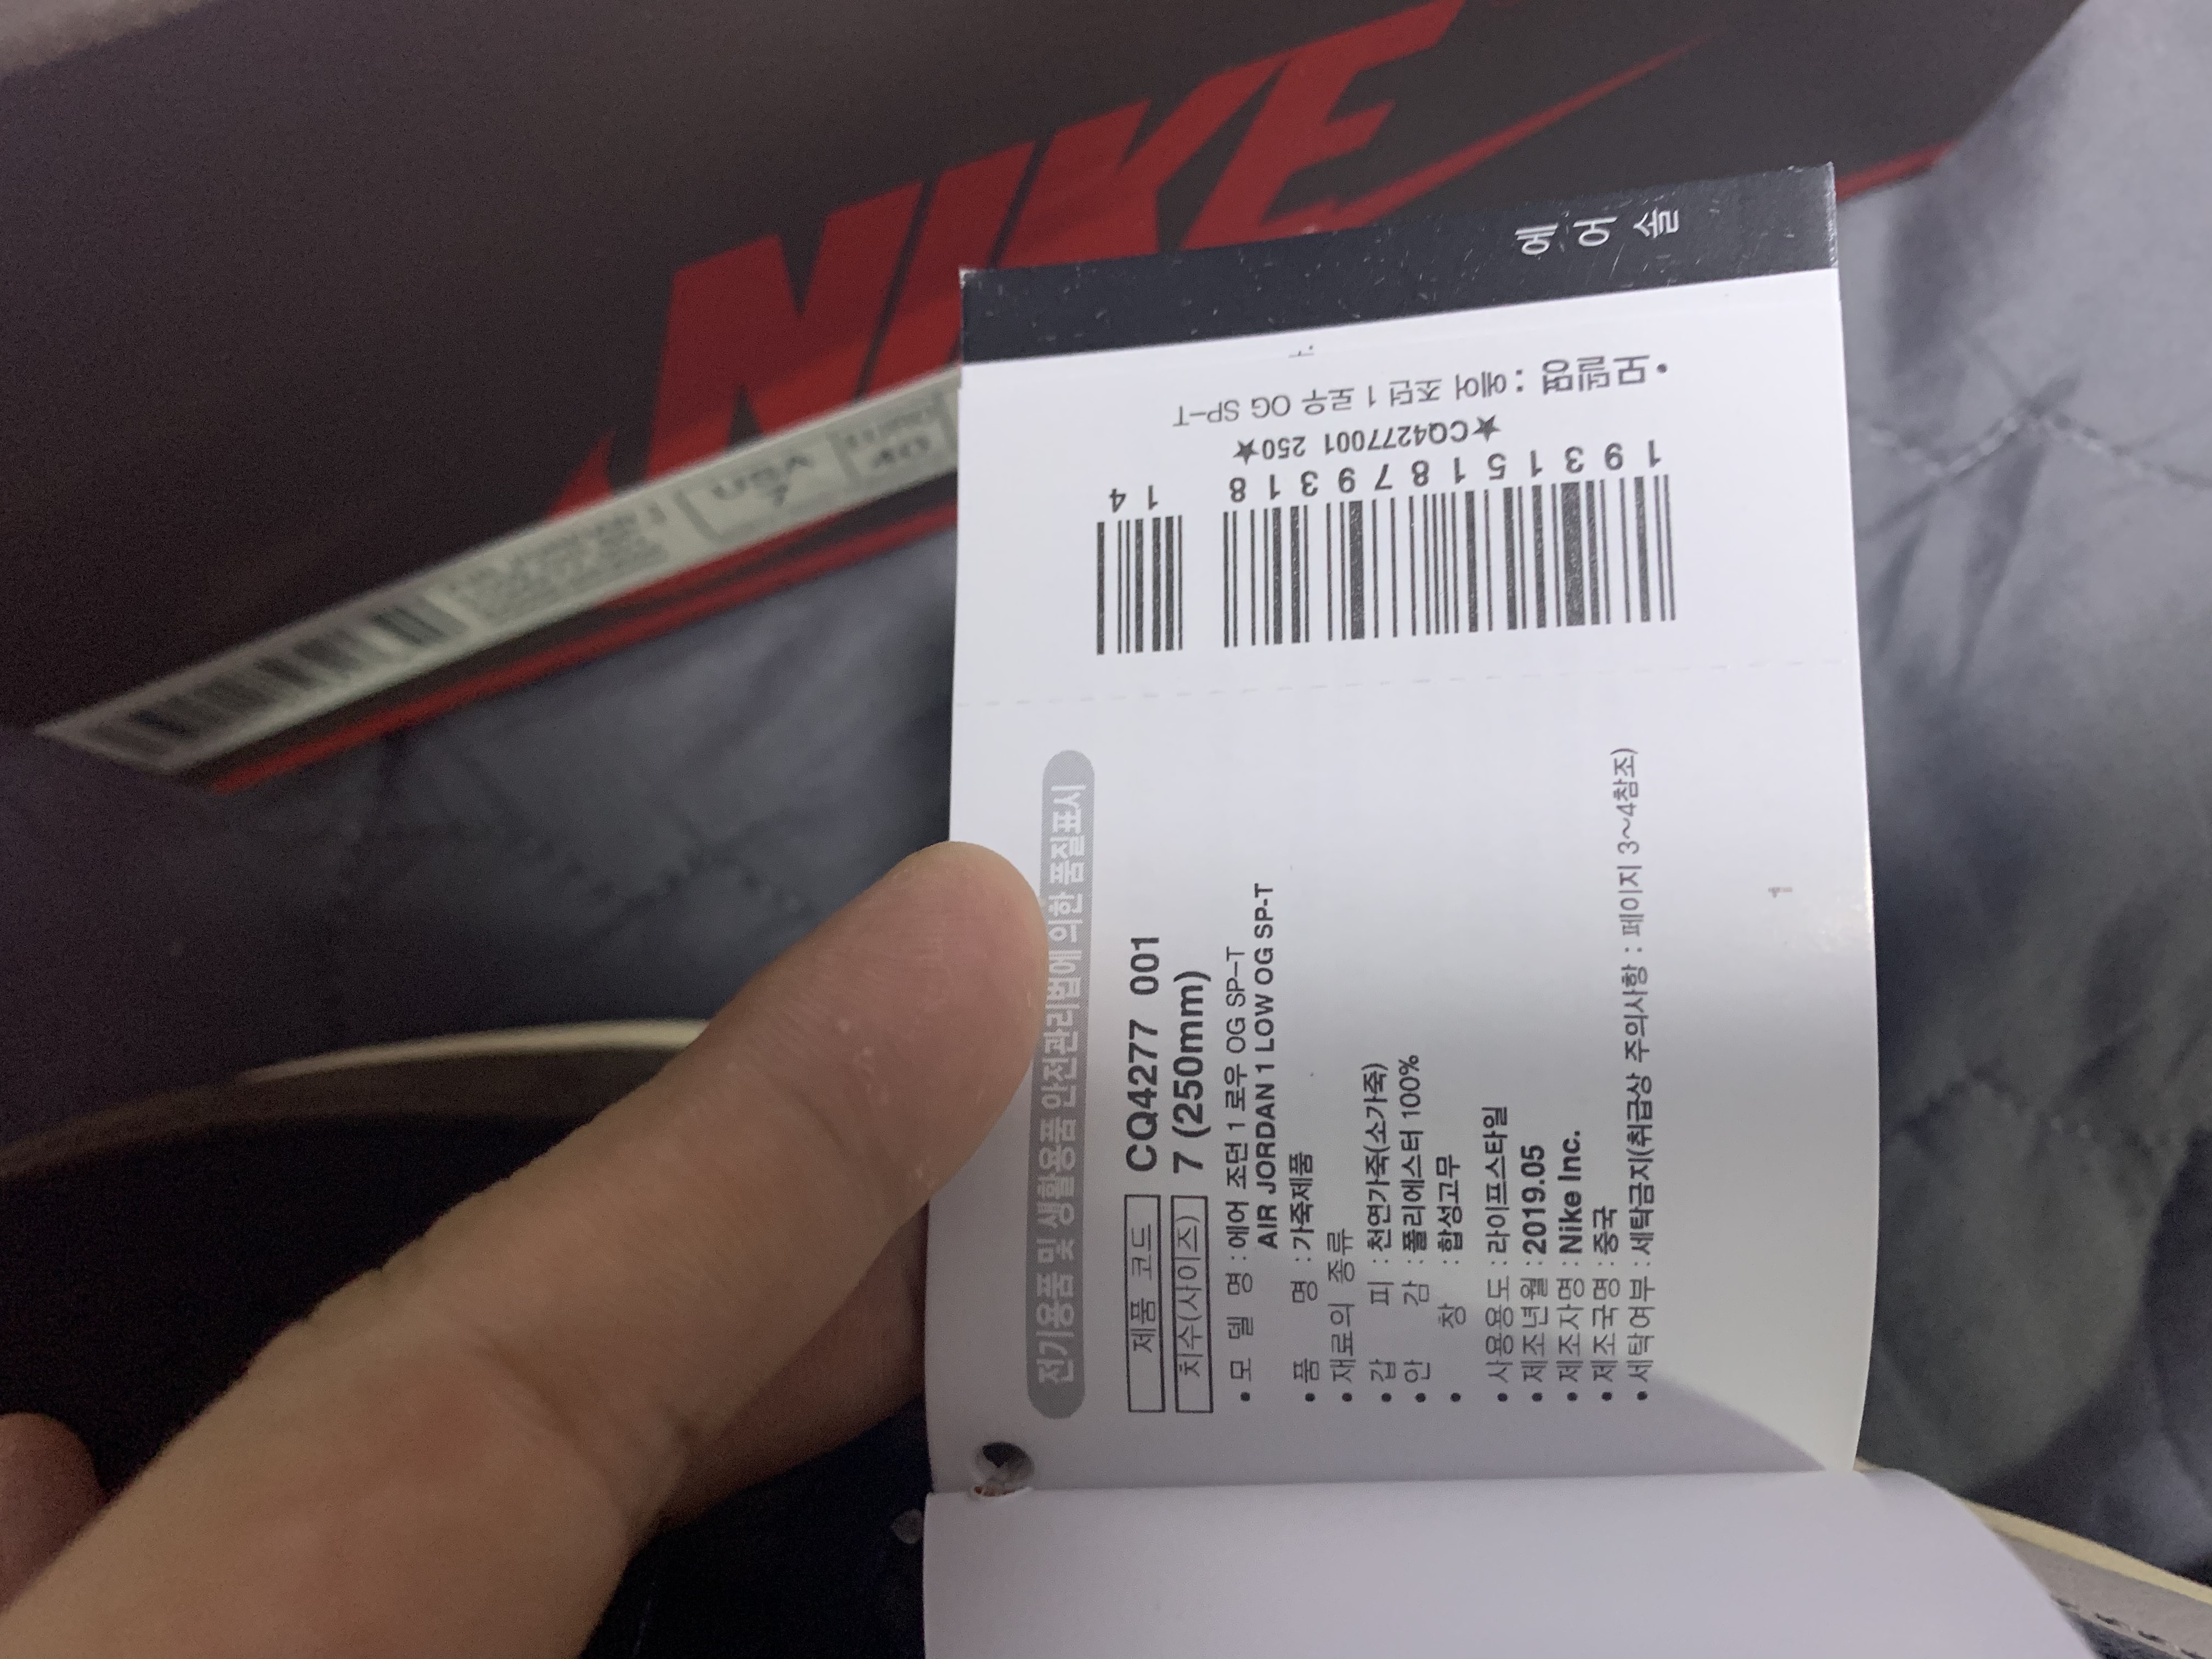 NIKE
USA
7
UK
에어솔
• 모델명 : 에어 조던 1 로우 OG SP-T
★CQ4277001 250★
1 9 3 1 5 1 8 7 9 3 1 8 1 4
전기용품 및 생활용품 안전관리법에 의한 품질표시
제품 코드 CQ4277 001
치수(사이즈) 7 (250mm)
• 모 델 명 : 에어 조던 1 로우 OG SP-T
AIR JORDAN 1 LOW OG SP-T
• 품 명 : 가죽제품
• 재료의 종류
• 갑 피 : 천연가죽(소가죽)
• 안 감 : 폴리에스터 100%
• 창 : 합성고무
• 사용용도 : 라이프스타일
• 제조년월 : 2019.05
• 제조사명 : Nike Inc.
• 제조국명 : 중국
• 세탁여부 : 세탁금지(취급상 주의사항 : 페이지 3~4참조)
1